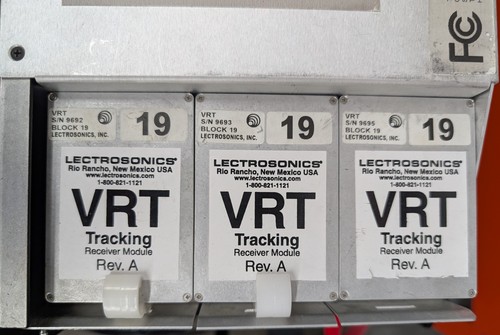 FC
VRT
S/N 9692
BLOCK 19
LECTROSONICS, INC.
19
LECTROSONICS®
Rio Rancho, New Mexico USA
www.lectrosonics.com
1-800-821-1121
VRT
Tracking
Receiver Module
Rev. A
VRT
S/N 9693
BLOCK 19
LECTROSONICS, INC.
19
LECTROSONICS®
Rio Rancho, New Mexico USA
www.lectrosonics.com
1-800-821-1121
VRT
Tracking
Receiver Module
Rev. A
VRT
S/N 9695
BLOCK 19
LECTROSONICS, INC.
19
LECTROSONICS®
Rio Rancho, New Mexico USA
www.lectrosonics.com
1-800-821-1121
VRT
Tracking
Receiver Module
Rev. A